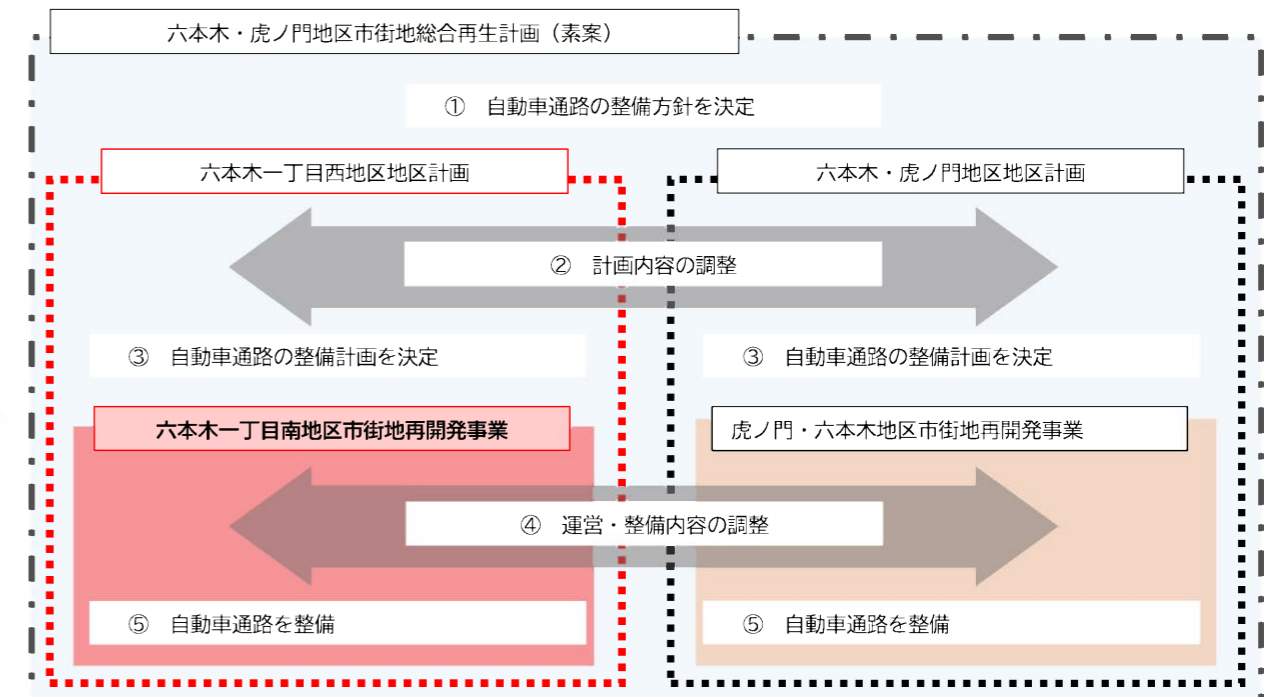 六本木・虎ノ門地区市街地総合再生計画（素案）
① 自動車通路の整備方針を決定
六本木一丁目西地区地区計画
六本木・虎ノ門地区地区計画
② 計画内容の調整
③ 自動車通路の整備計画を決定
③ 自動車通路の整備計画を決定
六本木一丁目南地区市街地再開発事業
虎ノ門・六本木地区市街地再開発事業
④ 運営・整備内容の調整
⑤ 自動車通路を整備
⑤ 自動車通路を整備